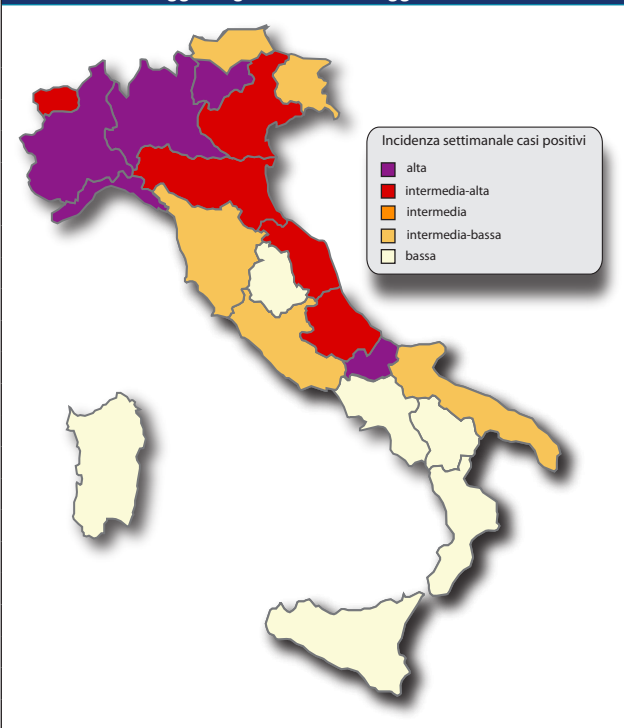 Incidenza settimanale casi positivi
alta
intermedia-alta
intermedia
intermedia-bassa
bassa